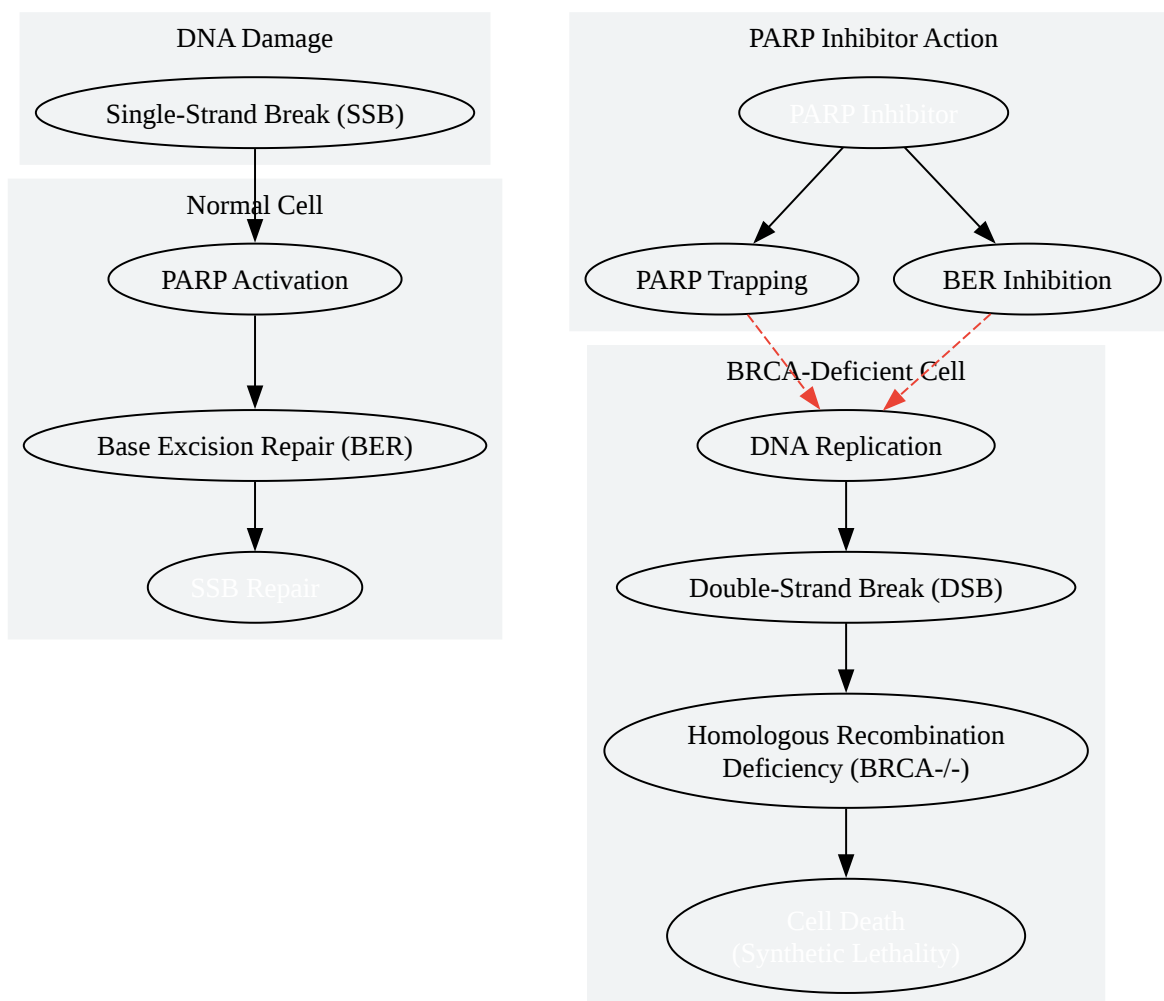 DNA Damage
Single-Strand Break (SSB)
Normal Cell
PARP Activation
Base Excision Repair (BER)
SSB Repair
PARP Inhibitor Action
PARP Inhibitor
PARP Trapping
BER Inhibition
BRCA-Deficient Cell
DNA Replication
Double-Strand Break (DSB)
Homologous Recombination
Deficiency (BRCA-/-)
Cell Death
(Synthetic Lethality)